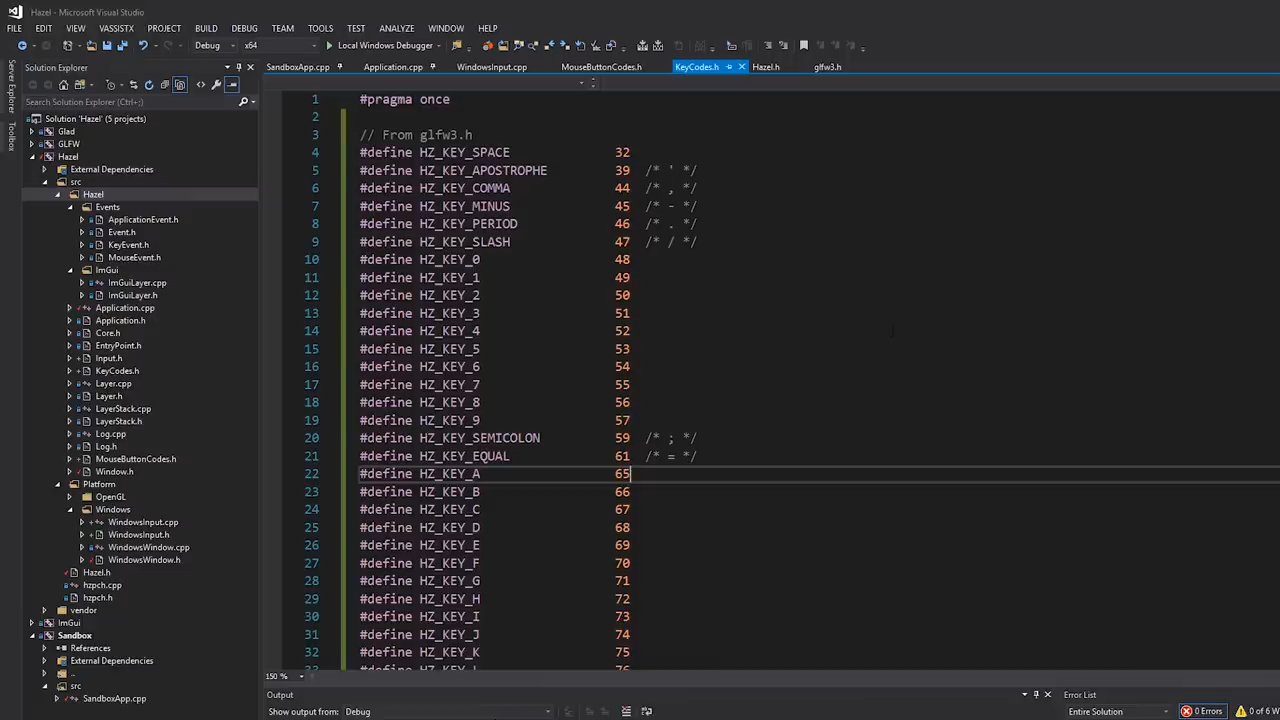 Hazel - Microsoft Visual Studio
FILE EDIT VIEW VASSISTX PROJECT BUILD DEBUG TEAM TOOLS TEST ANALYZE WINDOW HELP
Debug x64 Local Windows Debugger
Server Explorer
Toolbox
Solution Explorer
Search Solution Explorer (Ctrl+;)
Solution 'Hazel' (5 projects)
Glad
GLFW
Hazel
External Dependencies
src
Hazel
Events
ApplicationEvent.h
Event.h
KeyEvent.h
MouseEvent.h
ImGui
ImGuiLayer.cpp
ImGuiLayer.h
Application.cpp
Application.h
Core.h
EntryPoint.h
Input.h
KeyCodes.h
Layer.cpp
Layer.h
LayerStack.cpp
LayerStack.h
Log.cpp
Log.h
MouseButtonCodes.h
Window.h
Platform
OpenGL
Windows
WindowsInput.cpp
WindowsInput.h
WindowsWindow.cpp
WindowsWindow.h
Hazel.h
hzpch.cpp
hzpch.h
vendor
ImGui
Sandbox
References
External Dependencies
..
src
SandboxApp.cpp
SandboxApp.cpp Application.cpp WindowsInput.cpp MouseButtonCodes.h KeyCodes.h Hazel.h glfw3.h
1 #pragma once
2
3 // From glfw3.h
4 #define HZ_KEY_SPACE 32
5 #define HZ_KEY_APOSTROPHE 39 /* ' */
6 #define HZ_KEY_COMMA 44 /* , */
7 #define HZ_KEY_MINUS 45 /* - */
8 #define HZ_KEY_PERIOD 46 /* . */
9 #define HZ_KEY_SLASH 47 /* / */
10 #define HZ_KEY_0 48
11 #define HZ_KEY_1 49
12 #define HZ_KEY_2 50
13 #define HZ_KEY_3 51
14 #define HZ_KEY_4 52
15 #define HZ_KEY_5 53
16 #define HZ_KEY_6 54
17 #define HZ_KEY_7 55
18 #define HZ_KEY_8 56
19 #define HZ_KEY_9 57
20 #define HZ_KEY_SEMICOLON 59 /* ; */
21 #define HZ_KEY_EQUAL 61 /* = */
22 #define HZ_KEY_A 65
23 #define HZ_KEY_B 66
24 #define HZ_KEY_C 67
25 #define HZ_KEY_D 68
26 #define HZ_KEY_E 69
27 #define HZ_KEY_F 70
28 #define HZ_KEY_G 71
29 #define HZ_KEY_H 72
30 #define HZ_KEY_I 73
31 #define HZ_KEY_J 74
32 #define HZ_KEY_K 75
150 %
Output
Show output from: Debug
Error List
Entire Solution 0 Errors 0 of 6 W